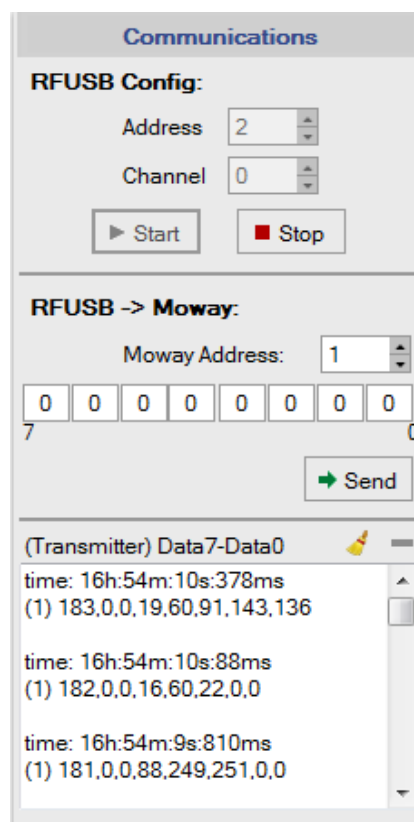 Communications
RFUSB Config:
Address 2
Channel 0
Start Stop
RFUSB -> Moway:
Moway Address: 1
0 0 0 0 0 0 0 0
7 0
Send
(Transmitter) Data7-Data0
time: 16h:54m:10s:378ms
(1) 183,0,0,19,60,91,143,136
time: 16h:54m:10s:88ms
(1) 182,0,0,16,60,22,0,0
time: 16h:54m:9s:810ms
(1) 181,0,0,88,249,251,0,0